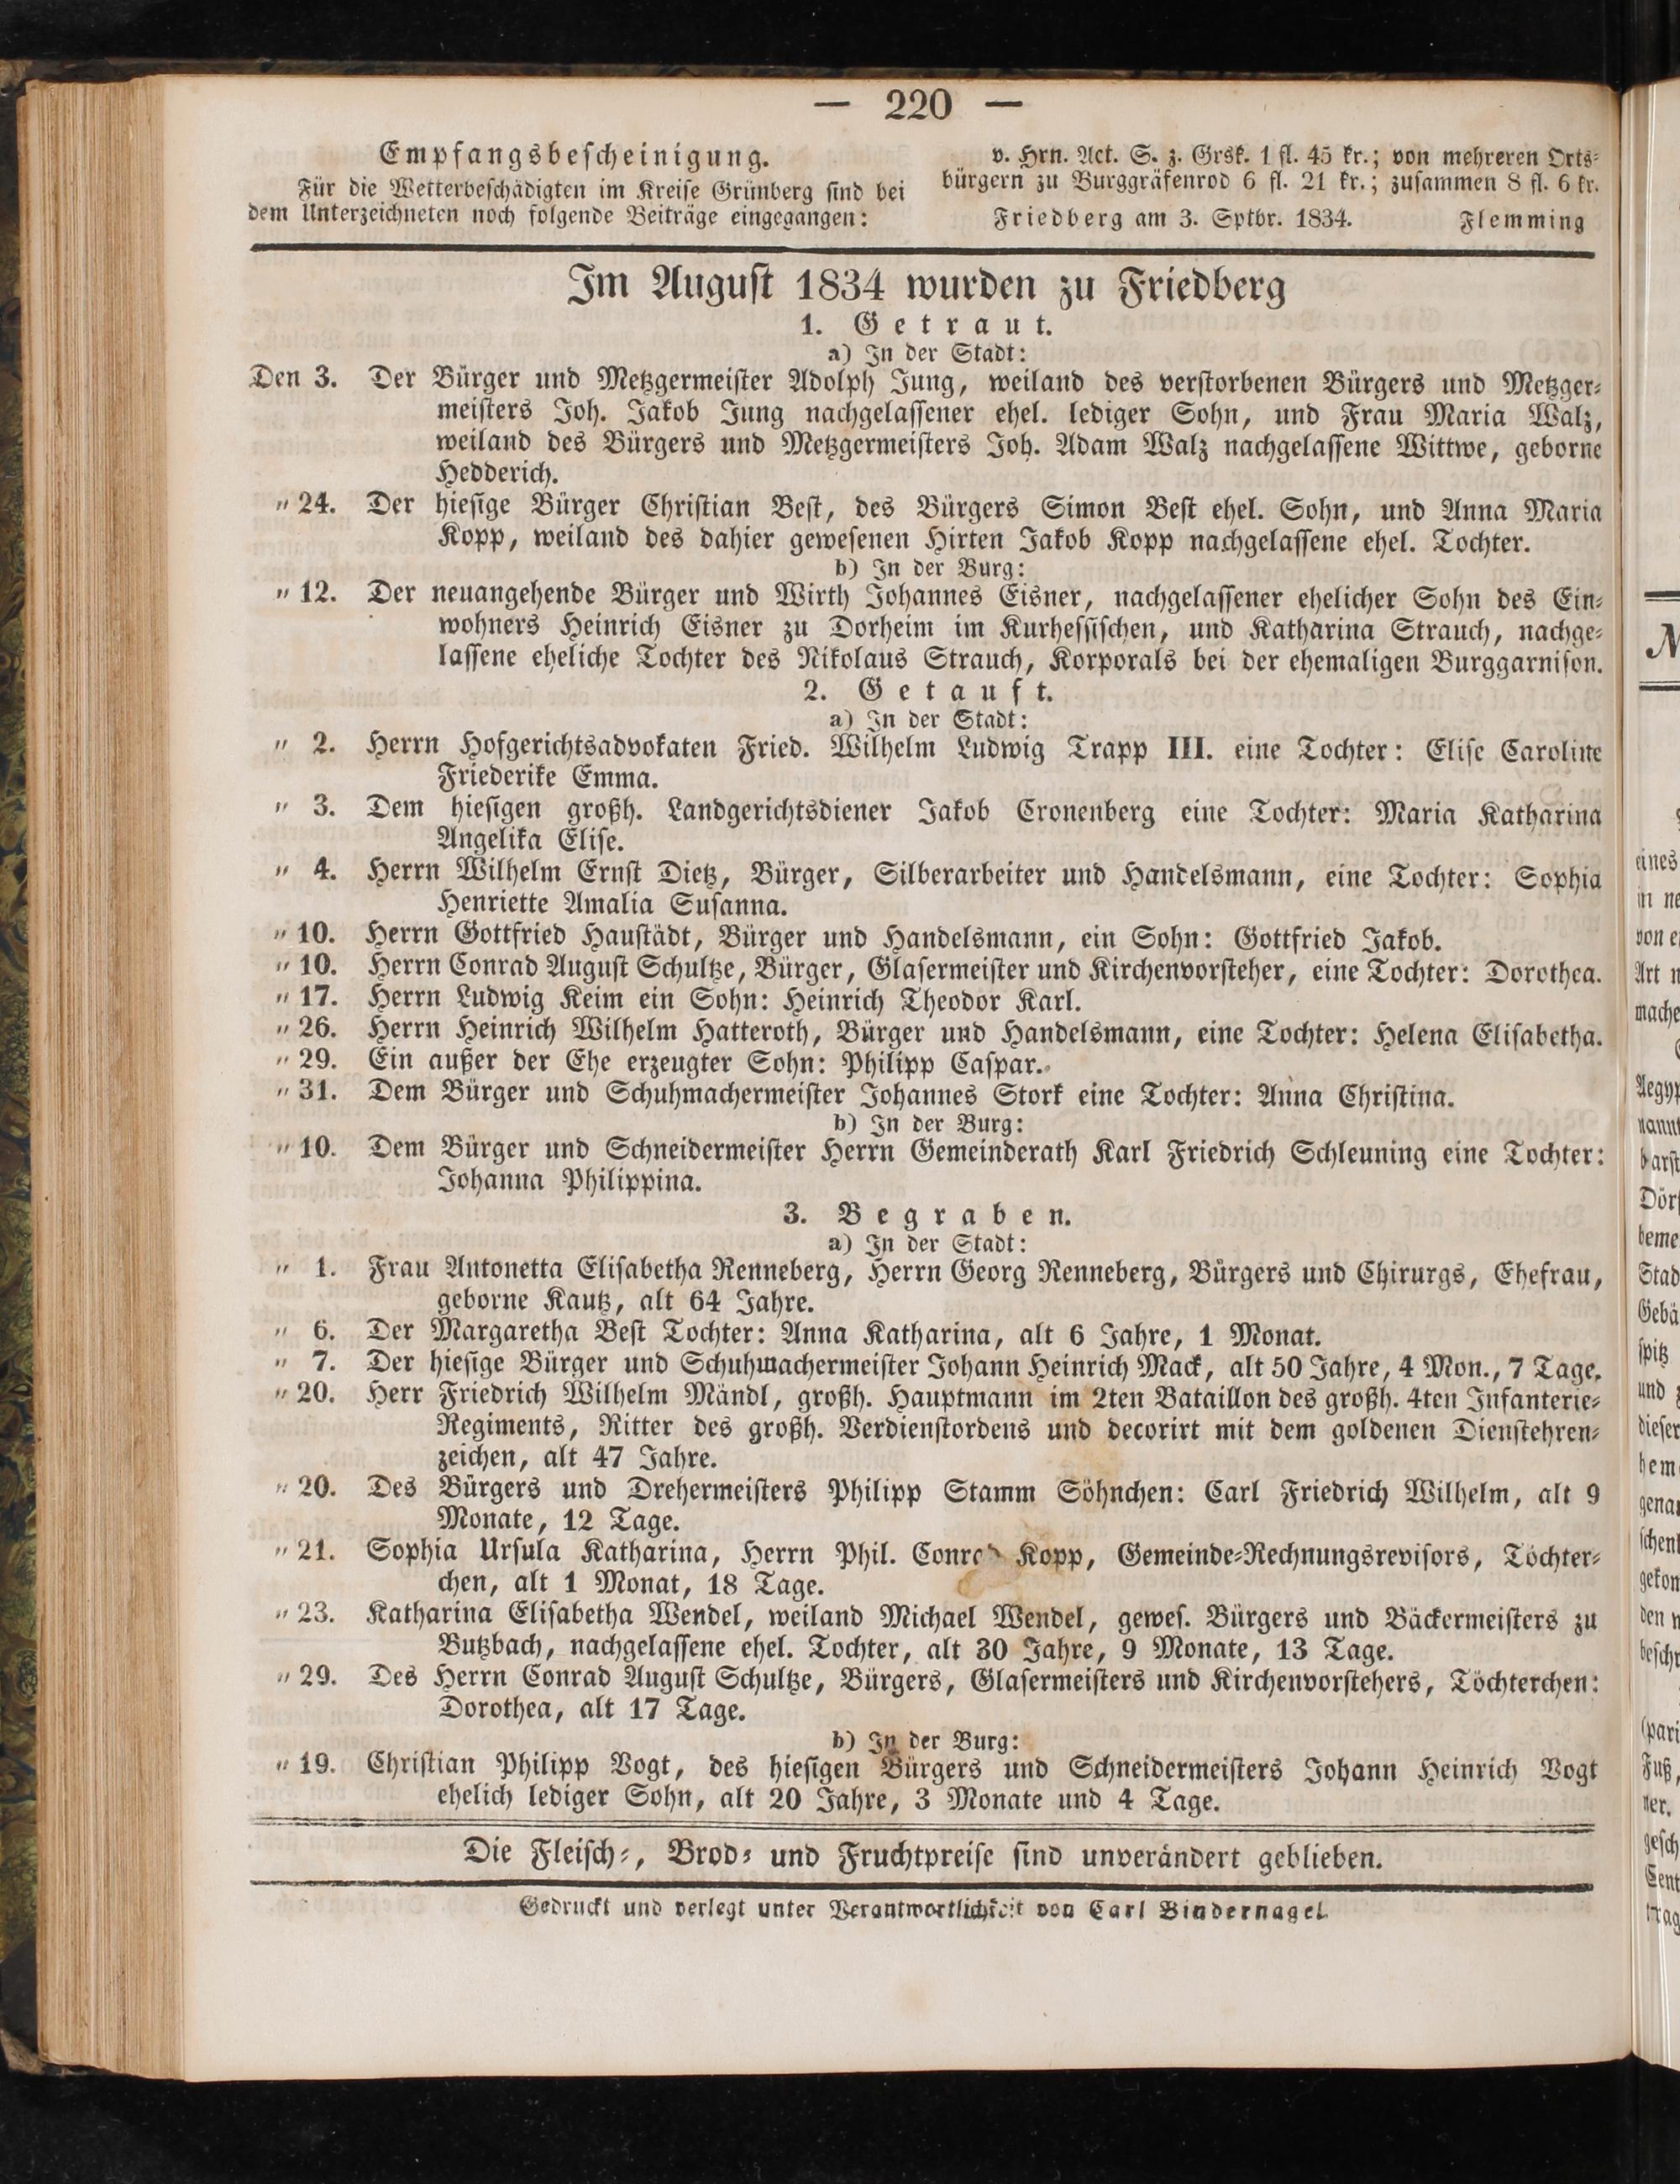 — 220 —
Empfangsbescheinigung.
Für die Wetterbeschädigten im Kreise Grünberg sind bei
dem Unterzeichneten noch folgende Beiträge eingegangen:
v. Hrn. Act. S. z. Grsk. 1 fl. 45 kr.; von mehreren Orts-
bürgern zu Burggräfenrod 6 fl. 21 kr.; zusammen 8 fl. 6 kr.
Friedberg am 3. Sptbr. 1834. Flemming
Im August 1834 wurden zu Friedberg
1. Getraut.
a) In der Stadt:
Den 3. Der Bürger und Metzgermeister Adolph Jung, weiland des verstorbenen Bürgers und Metzger-
meisters Joh. Jakob Jung nachgelassener ehel. lediger Sohn, und Frau Maria Walz,
weiland des Bürgers und Metzgermeisters Joh. Adam Walz nachgelassene Wittwe, geborne
Hedderich.
" 24. Der hiesige Bürger Christian Best, des Bürgers Simon Best ehel. Sohn, und Anna Maria
Kopp, weiland des dahier gewesenen Hirten Jakob Kopp nachgelassene ehel. Tochter.
b) In der Burg:
" 12. Der neuangehende Bürger und Wirth Johannes Eisner, nachgelassener ehelicher Sohn des Ein-
wohners Heinrich Eisner zu Dorheim im Kurhessischen, und Katharina Strauch, nachge-
lassene eheliche Tochter des Nikolaus Strauch, Korporals bei der ehemaligen Burggarnison.
2. Getauft.
a) In der Stadt:
" 2. Herrn Hofgerichtsadvokaten Fried. Wilhelm Ludwig Trapp III. eine Tochter: Elise Caroline
Friederike Emma.
" 3. Dem hiesigen großh. Landgerichtsdiener Jakob Cronenberg eine Tochter: Maria Katharina
Angelika Elise.
" 4. Herrn Wilhelm Ernst Dietz, Bürger, Silberarbeiter und Handelsmann, eine Tochter: Sophia
Henriette Amalia Susanna.
" 10. Herrn Gottfried Haustädt, Bürger und Handelsmann, ein Sohn: Gottfried Jakob.
" 10. Herrn Conrad August Schultze, Bürger, Glasermeister und Kirchenvorsteher, eine Tochter: Dorothea.
" 17. Herrn Ludwig Keim ein Sohn: Heinrich Theodor Karl.
" 26. Herrn Heinrich Wilhelm Hatteroth, Bürger und Handelsmann, eine Tochter: Helena Elisabetha.
" 29. Ein außer der Ehe erzeugter Sohn: Philipp Caspar.
" 31. Dem Bürger und Schuhmachermeister Johannes Stork eine Tochter: Anna Christina.
b) In der Burg:
" 10. Dem Bürger und Schneidermeister Herrn Gemeinderath Karl Friedrich Schleuning eine Tochter:
Johanna Philippina.
3. Begraben.
a) In der Stadt:
" 1. Frau Antonetta Elisabetha Renneberg, Herrn Georg Renneberg, Bürgers und Chirurgs, Ehefrau,
geborne Kautz, alt 64 Jahre.
" 6. Der Margaretha Best Tochter: Anna Katharina, alt 6 Jahre, 1 Monat.
" 7. Der hiesige Bürger und Schuhmachermeister Johann Heinrich Mack, alt 50 Jahre, 4 Mon., 7 Tage.
" 20. Herr Friedrich Wilhelm Mändl, großh. Hauptmann im 2ten Bataillon des großh. 4ten Infanterie-
Regiments, Ritter des großh. Verdienstordens und decorirt mit dem goldenen Dienstehren-
zeichen, alt 47 Jahre.
" 20. Des Bürgers und Drehermeisters Philipp Stamm Söhnchen: Carl Friedrich Wilhelm, alt 9
Monate, 12 Tage.
" 21. Sophia Ursula Katharina, Herrn Phil. Conrad Kopp, Gemeinde-Rechnungsrevisors, Töchter-
chen, alt 1 Monat, 18 Tage.
" 23. Katharina Elisabetha Wendel, weiland Michael Wendel, gewes. Bürgers und Bäckermeisters zu
Butzbach, nachgelassene ehel. Tochter, alt 30 Jahre, 9 Monate, 13 Tage.
" 29. Des Herrn Conrad August Schultze, Bürgers, Glasermeisters und Kirchenvorstehers, Töchterchen:
Dorothea, alt 17 Tage.
b) In der Burg:
" 19. Christian Philipp Vogt, des hiesigen Bürgers und Schneidermeisters Johann Heinrich Vogt
ehelich lediger Sohn, alt 20 Jahre, 3 Monate und 4 Tage.
Die Fleisch-, Brod- und Fruchtpreise sind unverändert geblieben.
Gedruckt und verlegt unter Verantwortlichkeit von Carl Bindernagel